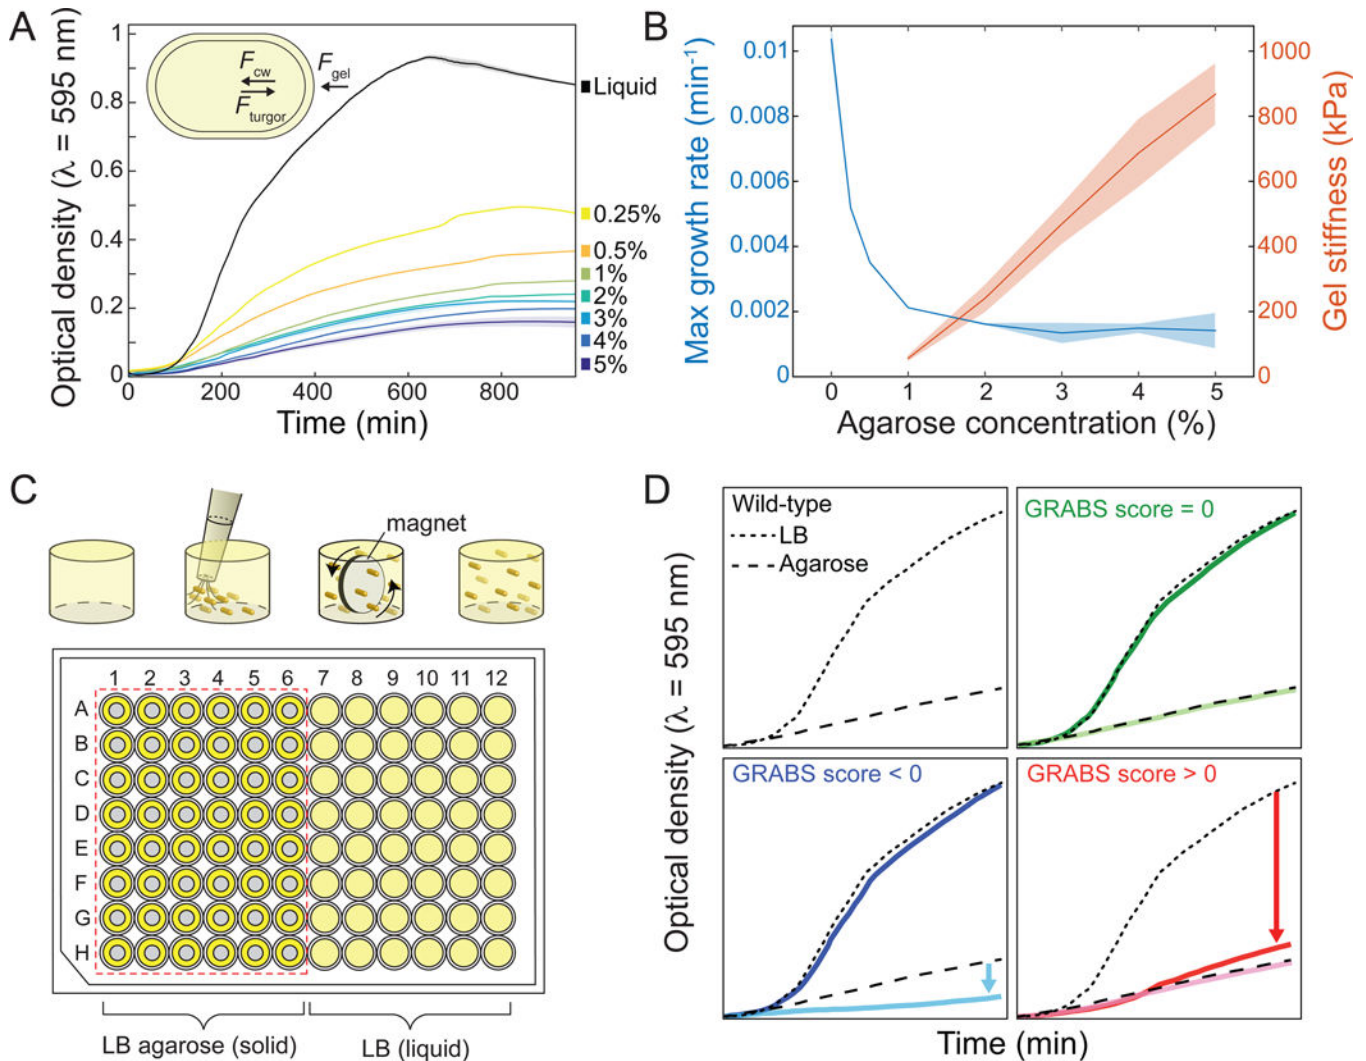 A
Optical density (λ = 595 nm)
1
0.8
0.6
0.4
0.2
0
0
200
400
600
800
Time (min)
F cw
F turgor
F gel
Liquid
0.25%
0.5%
1%
2%
3%
4%
5%
B
Max growth rate (min⁻¹)
0.01
0.008
0.006
0.004
0.002
0
0
1
2
3
4
5
Agarose concentration (%)
1000
800
600
400
200
0
Gel stiffness (kPa)
C
magnet
1 2 3 4 5 6 7 8 9 10 11 12
A
B
C
D
E
F
G
H
LB agarose (solid)
LB (liquid)
D
Optical density (λ = 595 nm)
Wild-type
LB
Agarose
GRABS score = 0
GRABS score < 0
GRABS score > 0
Time (min)